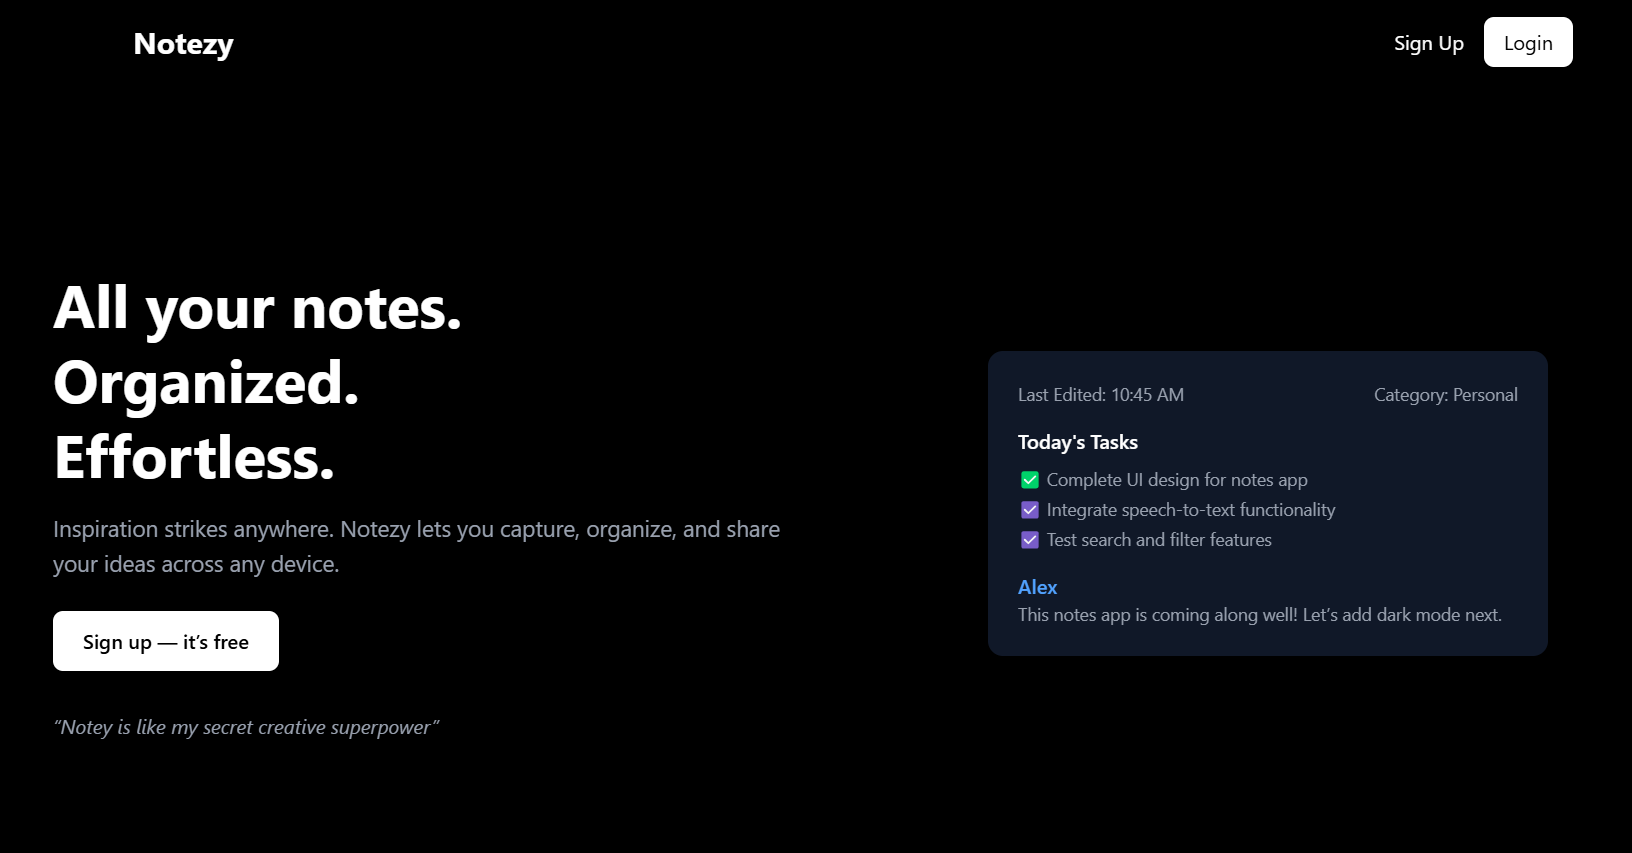 Notezy
Sign Up
Login
All your notes.
Organized.
Effortless.
Inspiration strikes anywhere. Notezy lets you capture, organize, and share
your ideas across any device.
Sign up — it’s free
“Notey is like my secret creative superpower”
Last Edited: 10:45 AM
Category: Personal
Today's Tasks
✅ Complete UI design for notes app
☑ Integrate speech-to-text functionality
☑ Test search and filter features
Alex
This notes app is coming along well! Let’s add dark mode next.